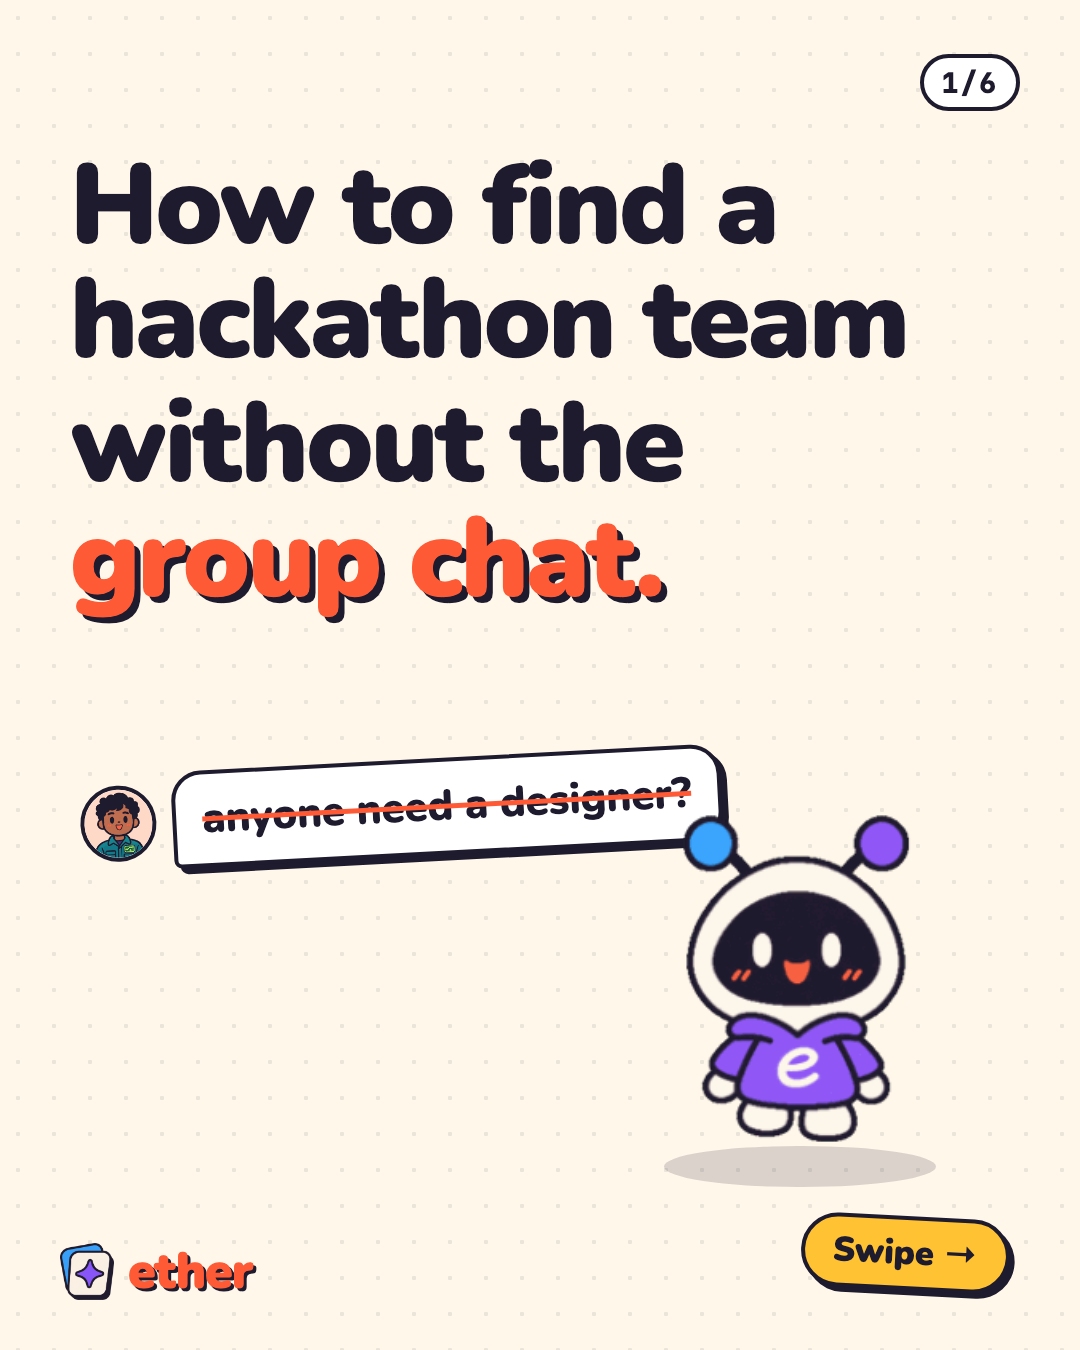 1/6
How to find a
hackathon team
without the
group chat.
anyone need a designer?
e
ether
Swipe →